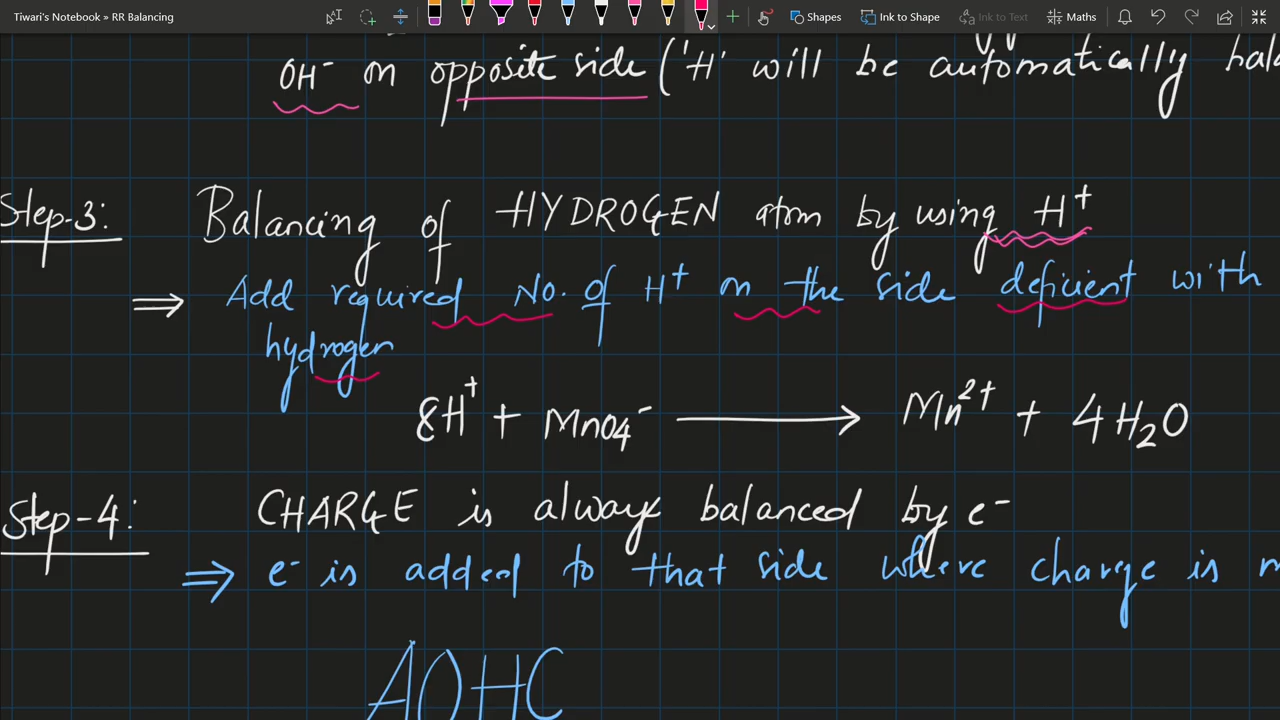 Tiwari's Notebook » RR Balancing
Shapes Ink to Shape Ink to Text Maths
OH⁻ on opposite side ('H' will be automatically
Step-3: Balancing of HYDROGEN atom by using H⁺
⇒ Add required No. of H⁺ on the side deficient with
hydrogen
8H⁺ + MnO4⁻ ⟶ Mn²⁺ + 4H₂O
Step-4: CHARGE is always balanced by e⁻
⇒ e⁻ is added to that side where charge is
AOHC